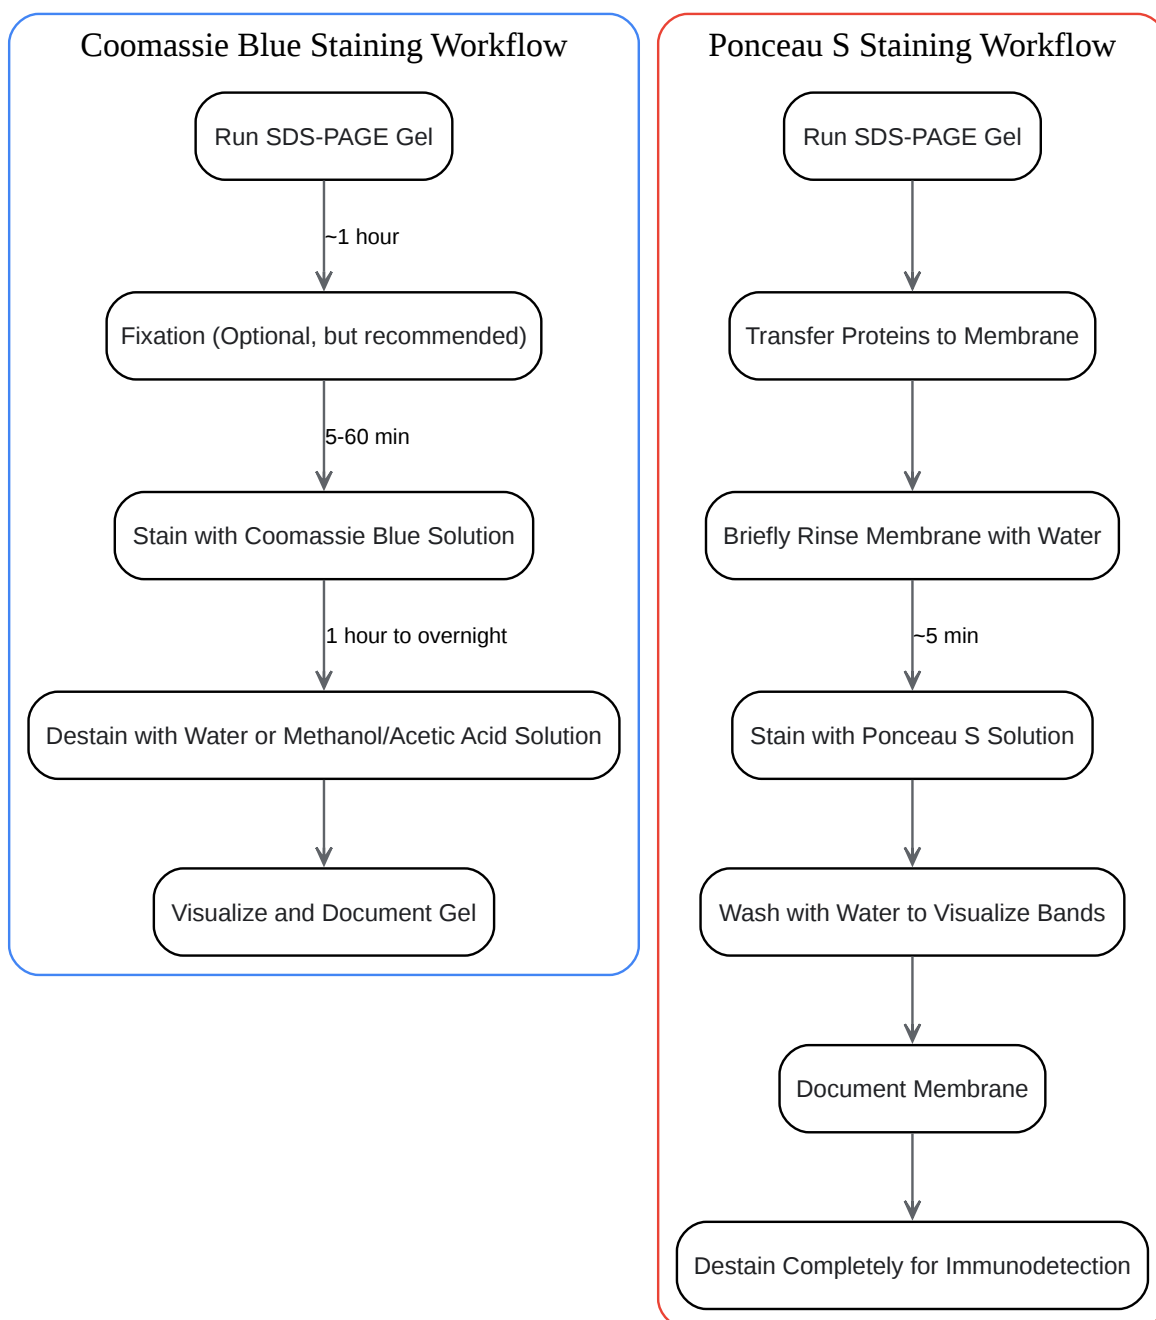 Coomassie Blue Staining Workflow
Run SDS-PAGE Gel
~1 hour
Fixation (Optional, but recommended)
5-60 min
Stain with Coomassie Blue Solution
1 hour to overnight
Destain with Water or Methanol/Acetic Acid Solution
Visualize and Document Gel
Ponceau S Staining Workflow
Run SDS-PAGE Gel
Transfer Proteins to Membrane
Briefly Rinse Membrane with Water
~5 min
Stain with Ponceau S Solution
Wash with Water to Visualize Bands
Document Membrane
Destain Completely for Immunodetection